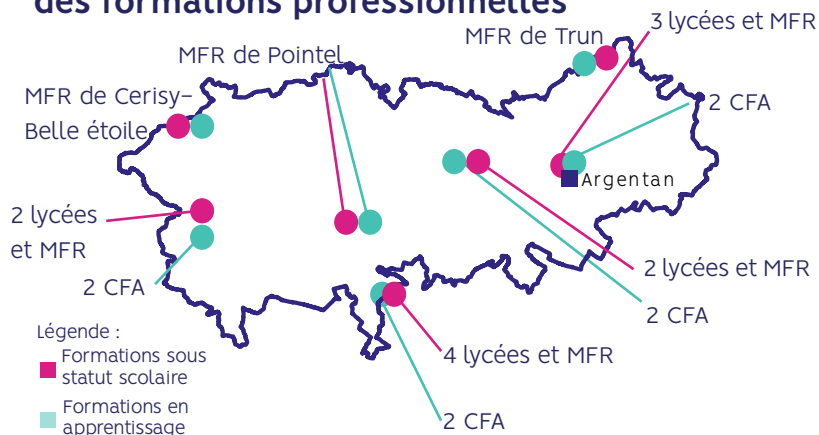 des formations professionnelles
3 lycées et MFR
MFR de Trun
MFR de Pointel
MFR de Cerisy–
Belle étoile
2 CFA
Argentan
2 lycées
et MFR
2 CFA
2 lycées et MFR
2 CFA
4 lycées et MFR
2 CFA
Légende :
Formations sous
statut scolaire
Formations en
apprentissage